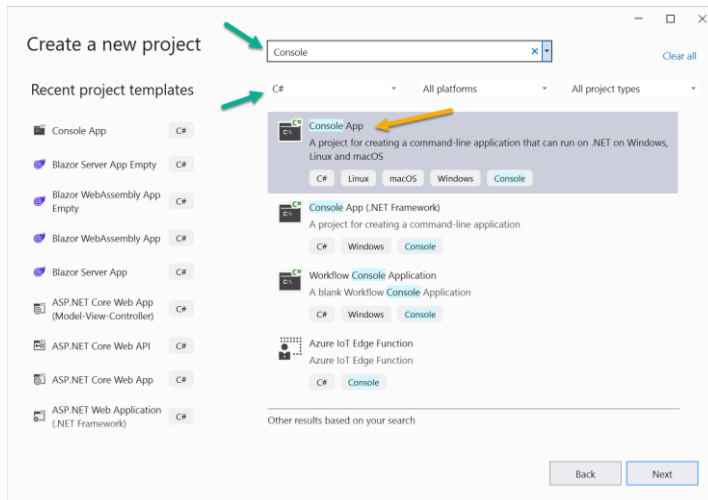 Create a new project
Console
Clear all
Recent project templates
C#
All platforms
All project types
Console App
C#
Blazor Server App Empty
C#
Blazor WebAssembly App
Empty
C#
Blazor WebAssembly App
C#
Blazor Server App
C#
ASP.NET Core Web App
(Model-View-Controller)
C#
ASP.NET Core Web API
C#
ASP.NET Core Web App
C#
ASP.NET Web Application
(.NET Framework)
C#
Console App
A project for creating a command-line application that can run on .NET on Windows,
Linux and macOS
C# Linux macOS Windows Console
Console App (.NET Framework)
A project for creating a command-line application
C# Windows Console
Workflow Console Application
A blank Workflow Console Application
C# Windows Console
Azure IoT Edge Function
Azure IoT Edge Function
C# Console
Other results based on your search
Back
Next